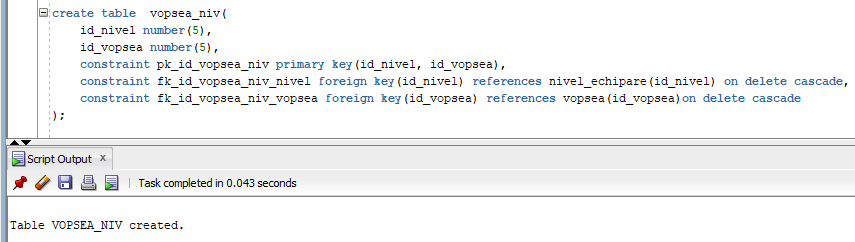 create table  vopsea_niv(
    id_nivel number(5),
    id_vopsea number(5),
    constraint pk_id_vopsea_niv primary key(id_nivel, id_vopsea),
    constraint fk_id_vopsea_niv_nivel foreign key(id_nivel) references nivel_echipare(id_nivel) on delete cascade,
    constraint fk_id_vopsea_niv_vopsea foreign key(id_vopsea) references vopsea(id_vopsea)on delete cascade
);
Script Output x
Task completed in 0.043 seconds
Table VOPSEA_NIV created.